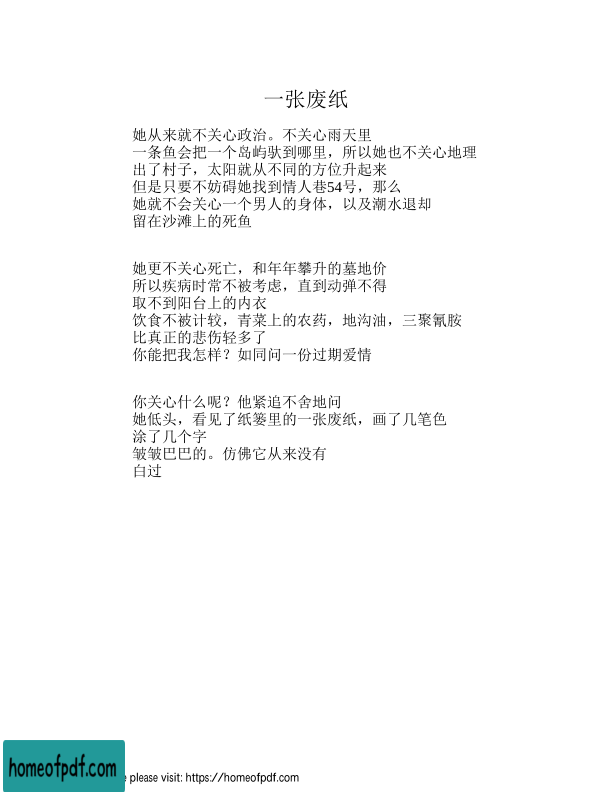 一张废纸
她从来就不关心政治。不关心雨天里
一条鱼会把一个岛屿驮到哪里，所以她也不关心地理
出了村子，太阳就从不同的方位升起来
但是只要不妨碍她找到情人巷54号，那么
她就不会关心一个男人的身体，以及潮水退却
留在沙滩上的死鱼
她更不关心死亡，和年年攀升的墓地价
所以疾病时常不被考虑，直到动弹不得
取不到阳台上的内衣
饮食不被计较，青菜上的农药，地沟油，三聚氰胺
比真正的悲伤轻多了
你能把我怎样？如同问一份过期爱情
你关心什么呢？他紧追不舍地问
她低头，看见了纸篓里的一张废纸，画了几笔色
涂了几个字
皱皱巴巴的。仿佛它从来没有
白过
homeofpdf.com
e please visit: https://homeofpdf.com